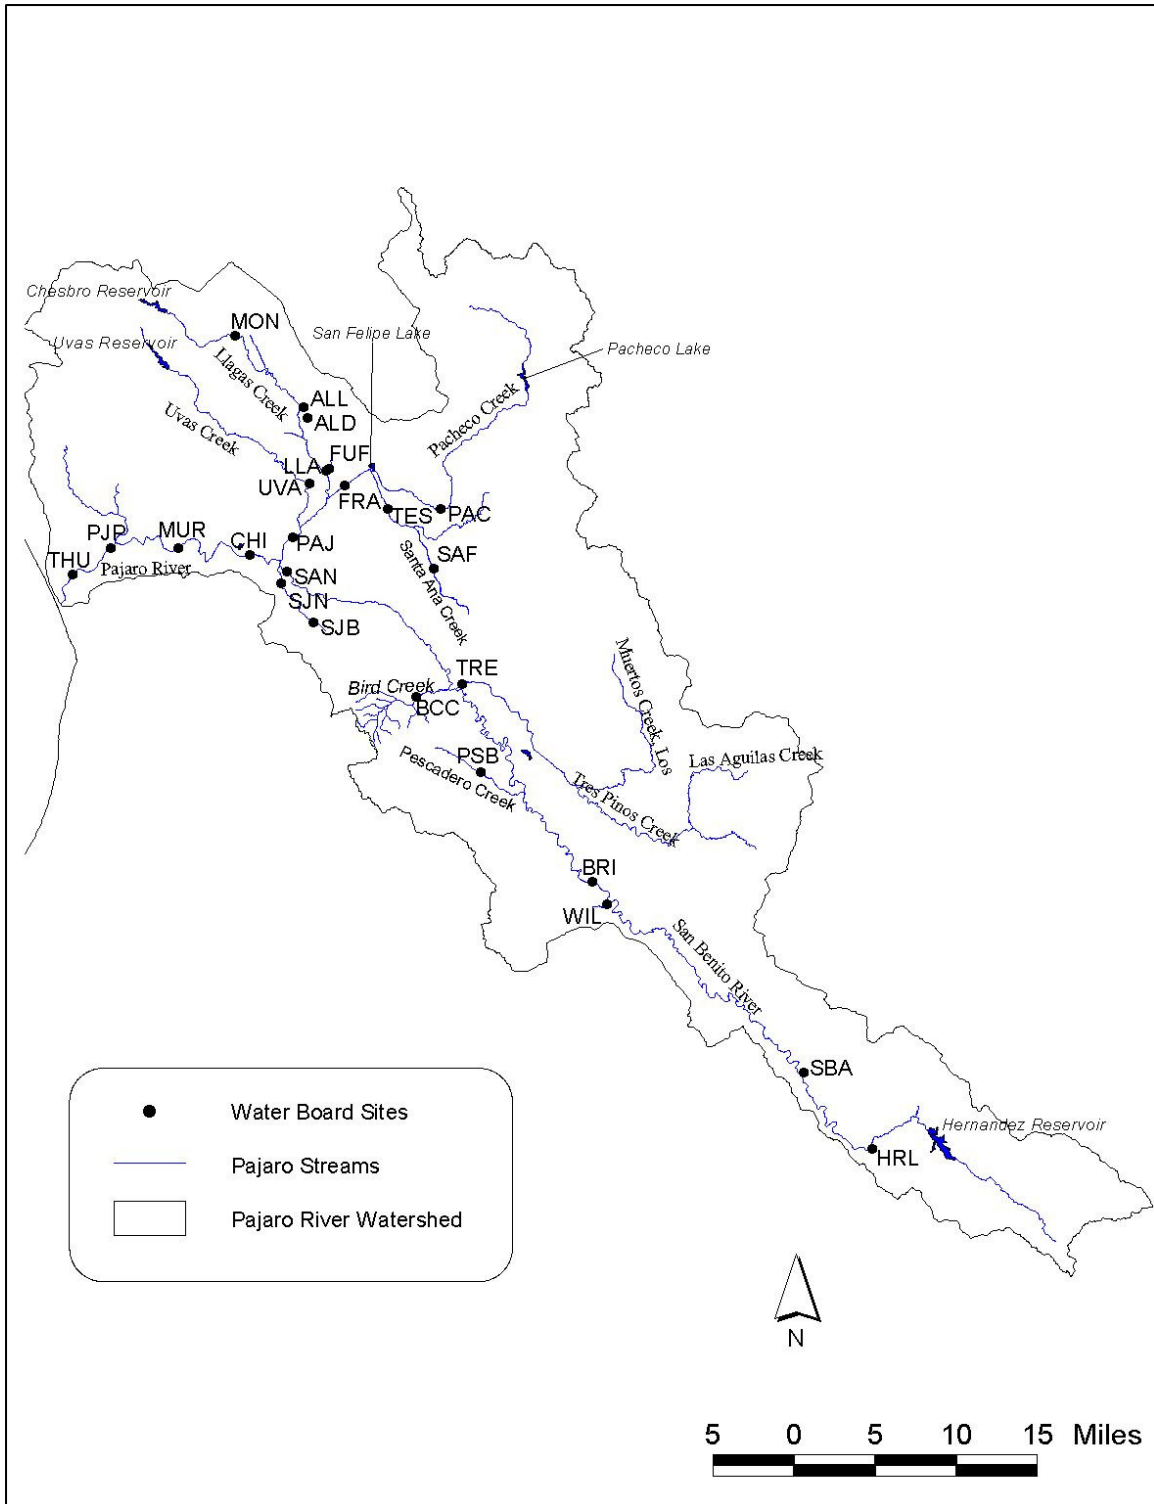 Chesbro Reservoir
MON
San Felipe Lake
Uvas Reservoir
Pacheco Lake
Llagas Creek
ALL
ALD
Pacheco Creek
Uvas Creek
FUF
LLA
UVA
FRA
TES
PAC
PJP
MUR
CHI
PAJ
SAF
THU
Pajaro River
SAN
Santa Ana Creek
SJN
SJB
Muertos Creek, Los
TRE
Bird Creek
BCC
PSB
Pescadero Creek
Las Aguilas Creek
Tres Pinos Creek
BRI
WIL
San Benito River
SBA
Hernandez Reservoir
HRL
Water Board Sites
Pajaro Streams
Pajaro River Watershed
N
5 0 5 10 15 Miles